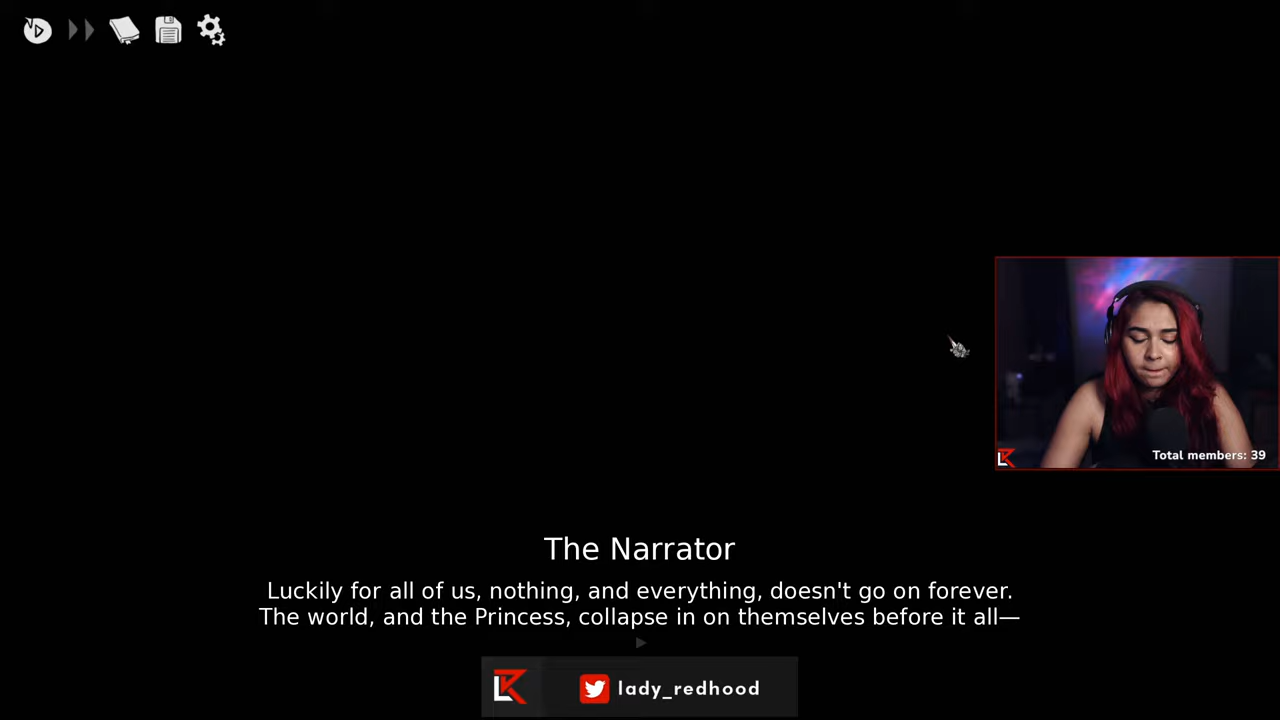 Total members: 39
The Narrator
Luckily for all of us, nothing, and everything, doesn't go on forever.
The world, and the Princess, collapse in on themselves before it all—
lady_redhood